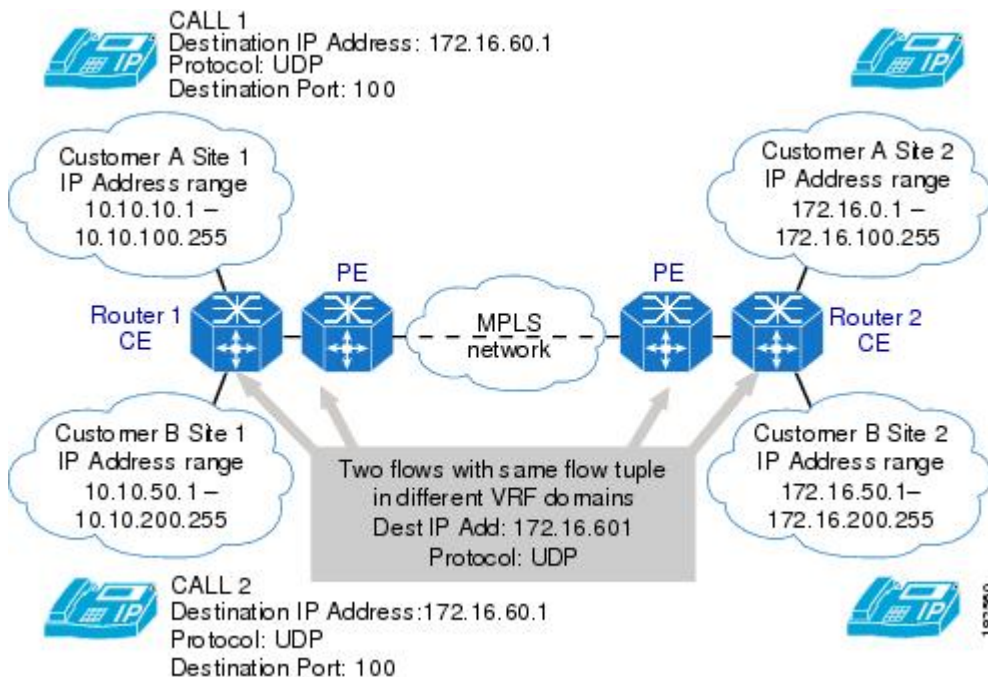 CALL 1
Destination IP Address: 172.16.60.1
Protocol: UDP
Destination Port: 100
IP
IP
Customer A Site 1
IP Address range
10.10.10.1 –
10.10.100.255
Customer A Site 2
IP Address range
172.16.0.1 –
172.16.100.255
PE
PE
Router 1
CE
MPLS
network
Router 2
CE
Customer B Site 1
IP Address range
10.10.50.1 –
10.10.200.255
Two flows with same flow tuple
in different VRF domains
Dest IP Add: 172.16.601
Protocol: UDP
Customer B Site 2
IP Address range
172.16.50.1–
172.16.200.255
IP
IP
CALL 2
Destination IP Address:172.16.60.1
Protocol: UDP
Destination Port: 100